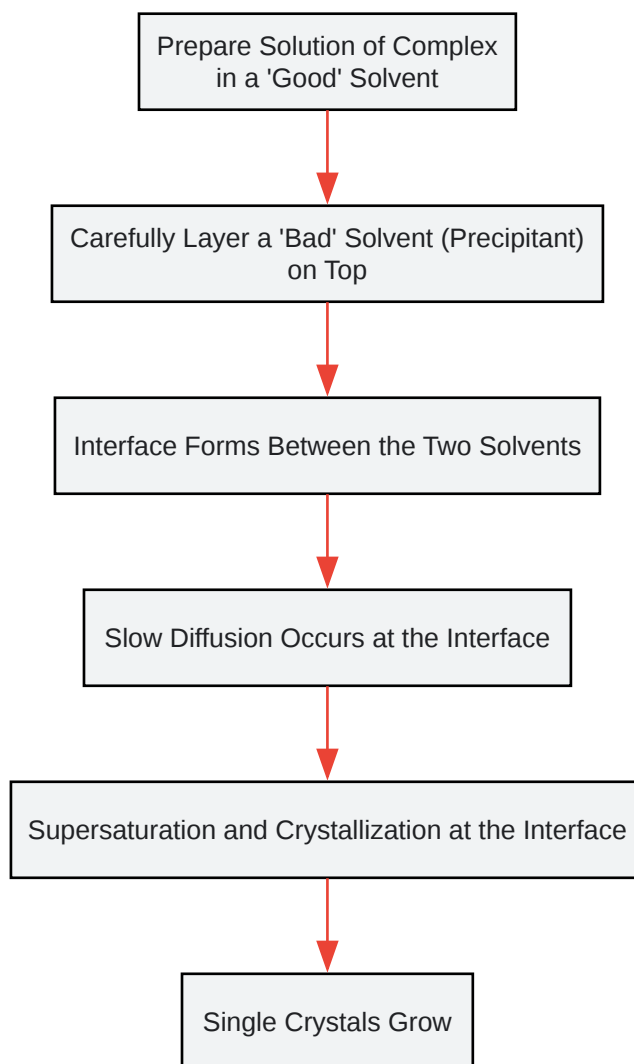 Prepare Solution of Complex
in a 'Good' Solvent
Carefully Layer a 'Bad' Solvent (Precipitant)
on Top
Interface Forms Between the Two Solvents
Slow Diffusion Occurs at the Interface
Supersaturation and Crystallization at the Interface
Single Crystals Grow